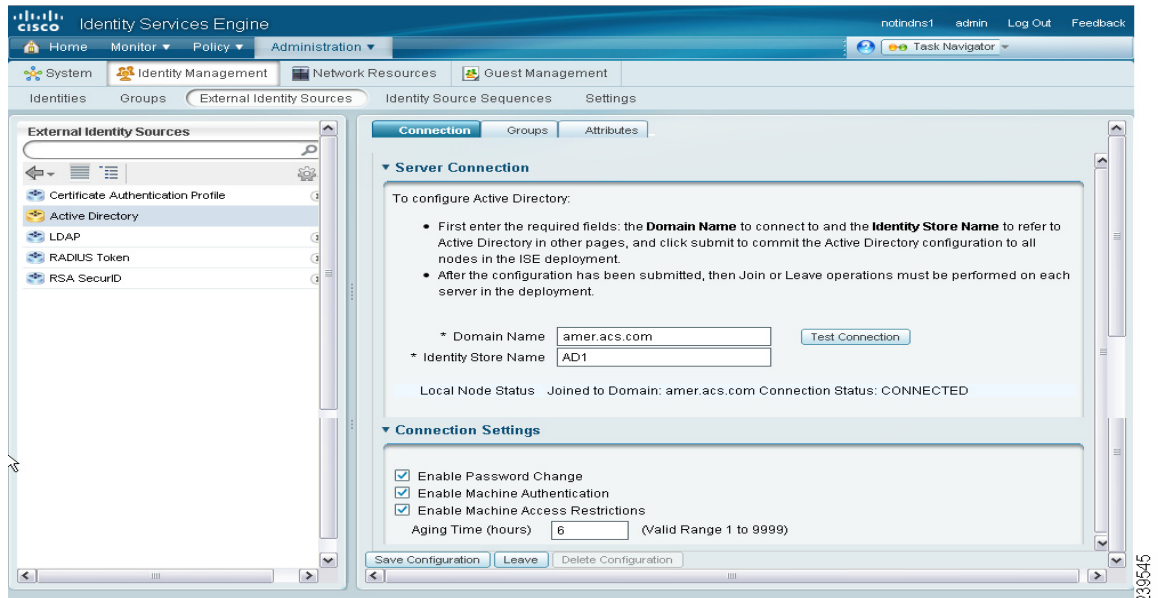 cisco Identity Services Engine
notindns1 admin Log Out Feedback
Home Monitor Policy Administration
Task Navigator
System Identity Management Network Resources Guest Management
Identities Groups External Identity Sources Identity Source Sequences Settings
External Identity Sources
Certificate Authentication Profile
Active Directory
LDAP
RADIUS Token
RSA SecurID
Connection Groups Attributes
Server Connection
To configure Active Directory:
• First enter the required fields: the Domain Name to connect to and the Identity Store Name to refer to
Active Directory in other pages, and click submit to commit the Active Directory configuration to all
nodes in the ISE deployment.
• After the configuration has been submitted, then Join or Leave operations must be performed on each
server in the deployment.
* Domain Name amer.acs.com Test Connection
* Identity Store Name AD1
Local Node Status Joined to Domain: amer.acs.com Connection Status: CONNECTED
Connection Settings
Enable Password Change
Enable Machine Authentication
Enable Machine Access Restrictions
Aging Time (hours) 6 (Valid Range 1 to 9999)
Save Configuration Leave Delete Configuration
239545